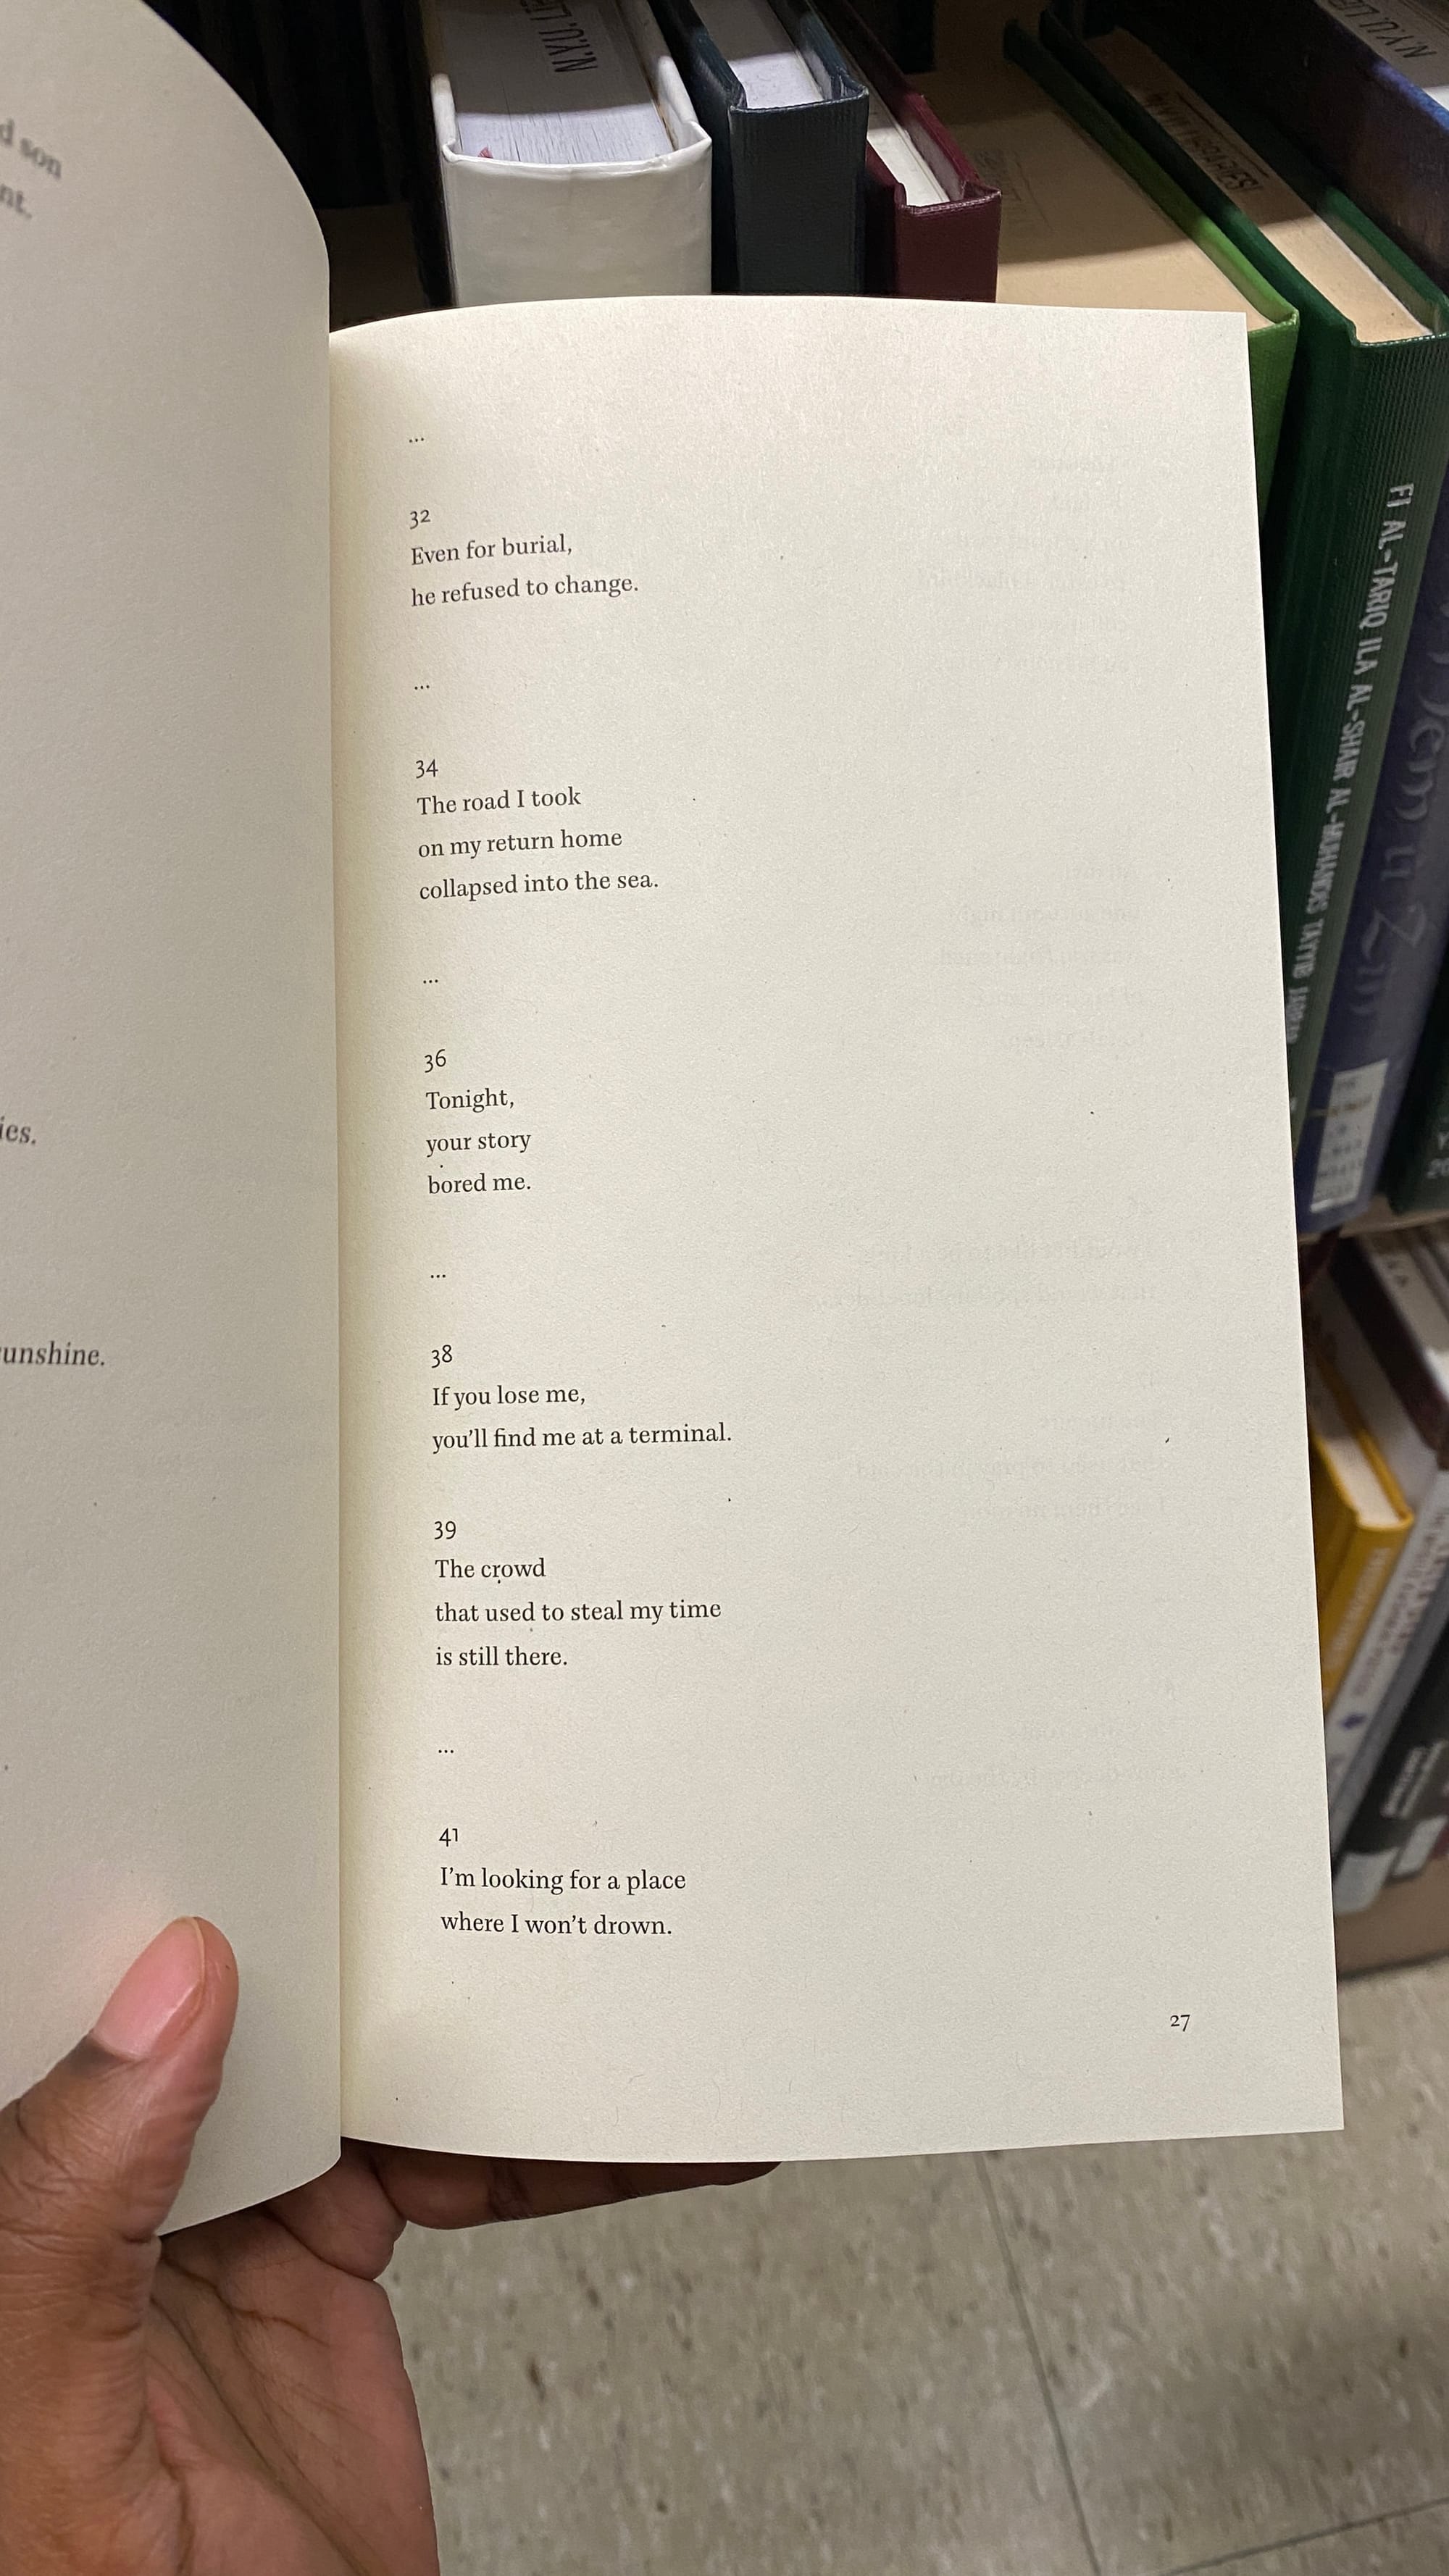 d son
nt.
ies.
unshine.
...
32
Even for burial,
he refused to change.
...
34
The road I took
on my return home
collapsed into the sea.
...
36
Tonight,
your story
bored me.
...
38
If you lose me,
you'll find me at a terminal.
39
The crowd
that used to steal my time
is still there.
...
41
I'm looking for a place
where I won't drown.
27
N.Y.U. LI
N.Y.U. LI
FI AL-TARIQ ILA AL-SHAIR AL-MUHANDIS TAYYIB